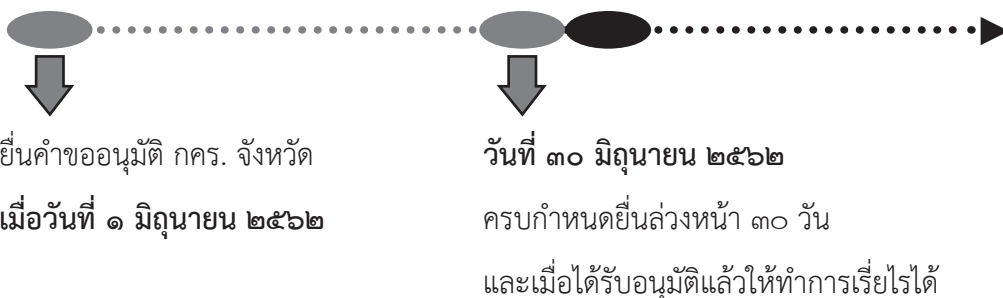 ยื่นคำขออนุมัติ กคร. จังหวัด
เมื่อวันที่ ๑ มิถุนายน ๒๕๖๒
วันที่ ๓๐ มิถุนายน ๒๕๖๒
ครบกำหนดยื่นล่วงหน้า ๓๐ วัน
และเมื่อได้รับอนุมัติแล้วให้ทำการเรี่ยไรได้